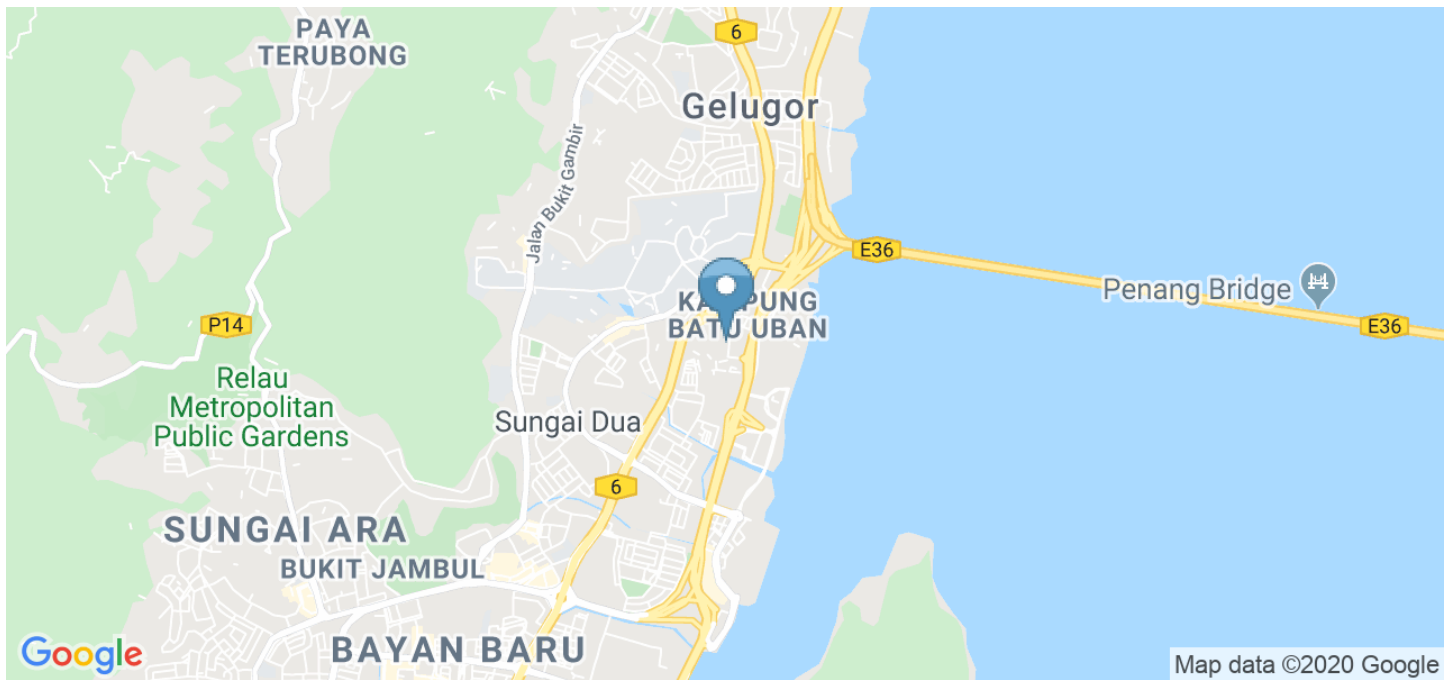 PAYA
TERUBONG
6
Gelugor
Jalan Bukit Gambir
E36
Penang Bridge
E36
KAMPUNG
BATU UBAN
P14
Relau
Metropolitan
Public Gardens
Sungai Dua
6
SUNGAI ARA
BUKIT JAMBUL
BAYAN BARU
Google
Map data ©2020 Google